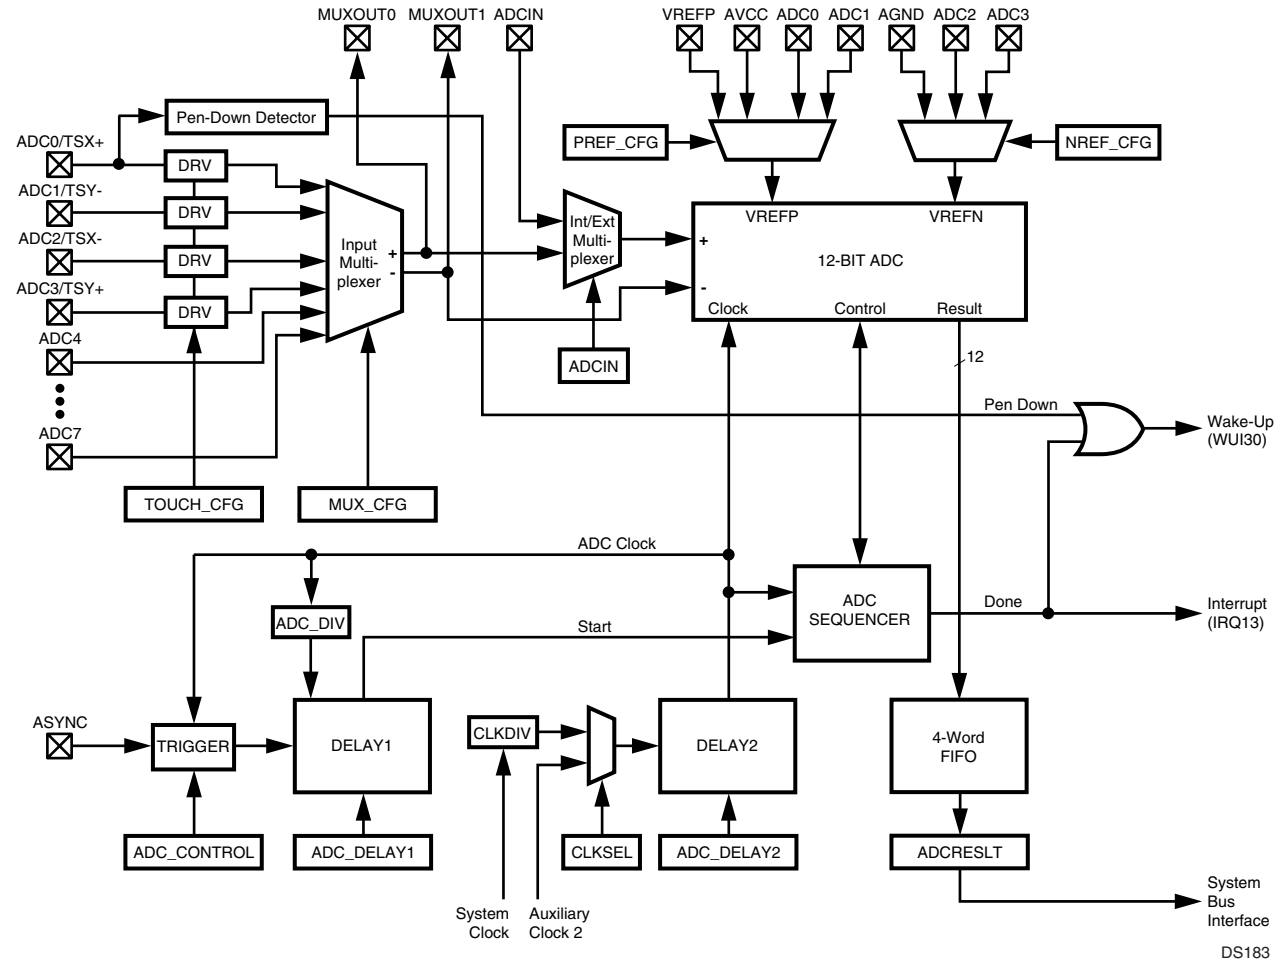 MUXOUT0 MUXOUT1 ADCIN VREFP AVCC ADC0 ADC1 AGND ADC2 ADC3
Pen-Down Detector
ADC0/TSX+
PREF_CFG
NREF_CFG
DRV
ADC1/TSY-
DRV
VREFP
VREFN
Int/Ext
Multi-
plexer
+
-
12-BIT ADC
Clock
Control
Result
ADC2/TSX-
DRV
Input
Multi-
plexer
+
-
ADC3/TSY+
DRV
ADC4
ADCIN
12
Pen Down
Wake-Up
(WUI30)
ADC7
TOUCH_CFG
MUX_CFG
ADC Clock
ADC_DIV
Start
ADC
SEQUENCER
Done
Interrupt
(IRQ13)
ASYNC
TRIGGER
DELAY1
CLKDIV
DELAY2
4-Word
FIFO
ADC_CONTROL
ADC_DELAY1
CLKSEL
ADC_DELAY2
ADCRESLT
System
Clock
Auxiliary
Clock 2
System
Bus
Interface
DS183